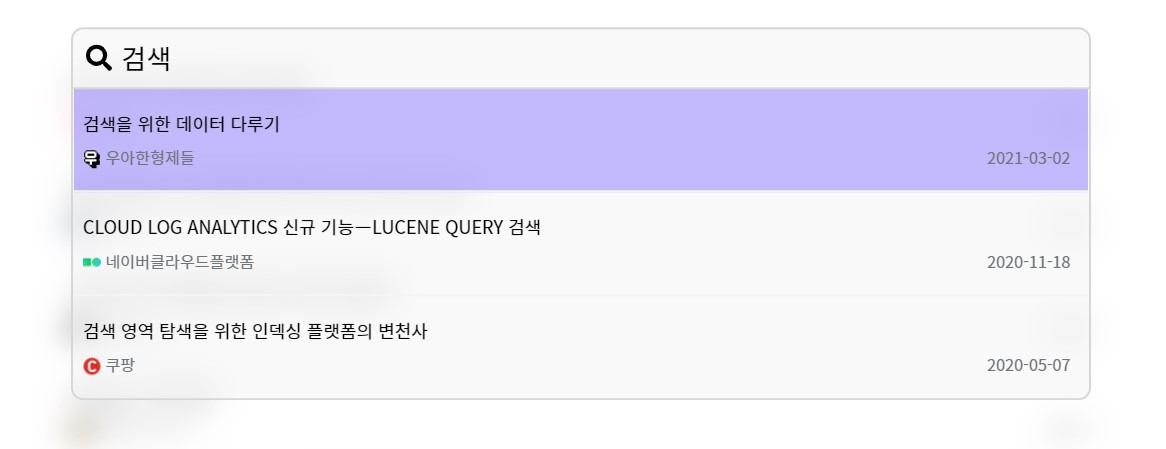 검색
검색을 위한 데이터 다루기
우아한형제들 2021-03-02
CLOUD LOG ANALYTICS 신규 기능—LUCENE QUERY 검색
네이버클라우드플랫폼 2020-11-18
검색 영역 탐색을 위한 인덱싱 플랫폼의 변천사
C 쿠팡 2020-05-07